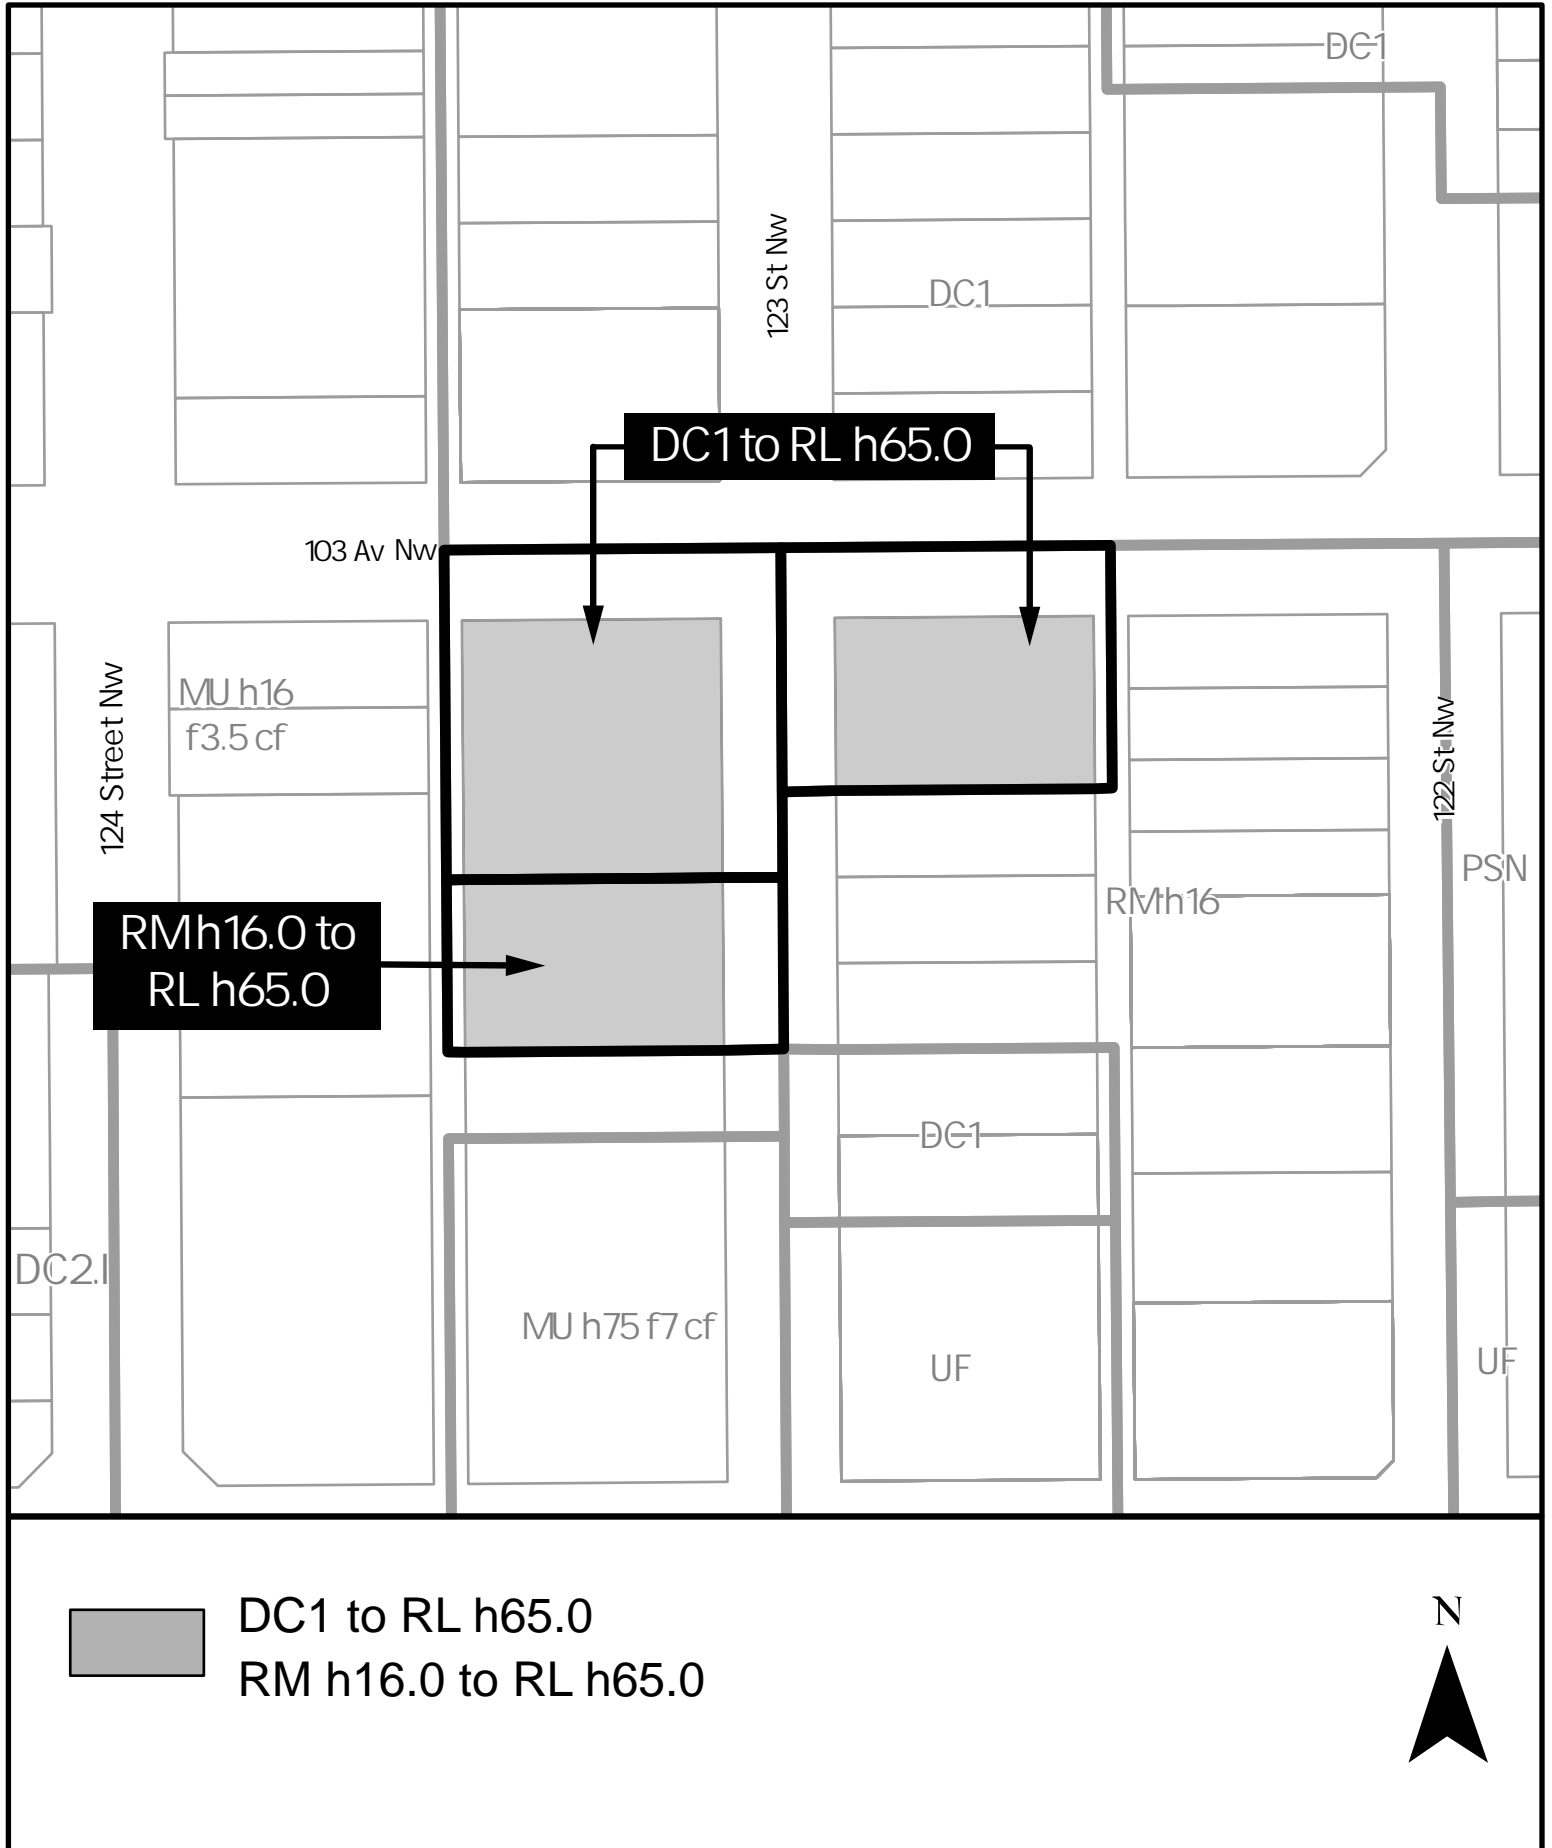 DC1
123 St Nw
DC1
DC1 to RL h65.0
103 Av Nw
124 Street Nw
MU h16
f3.5 cf
122 St Nw
PSN
RM h16
RM h16.0 to
RL h65.0
DC1
DC2.I
MU h75 f7 cf
UF
UF
DC1 to RL h65.0
RM h16.0 to RL h65.0
N